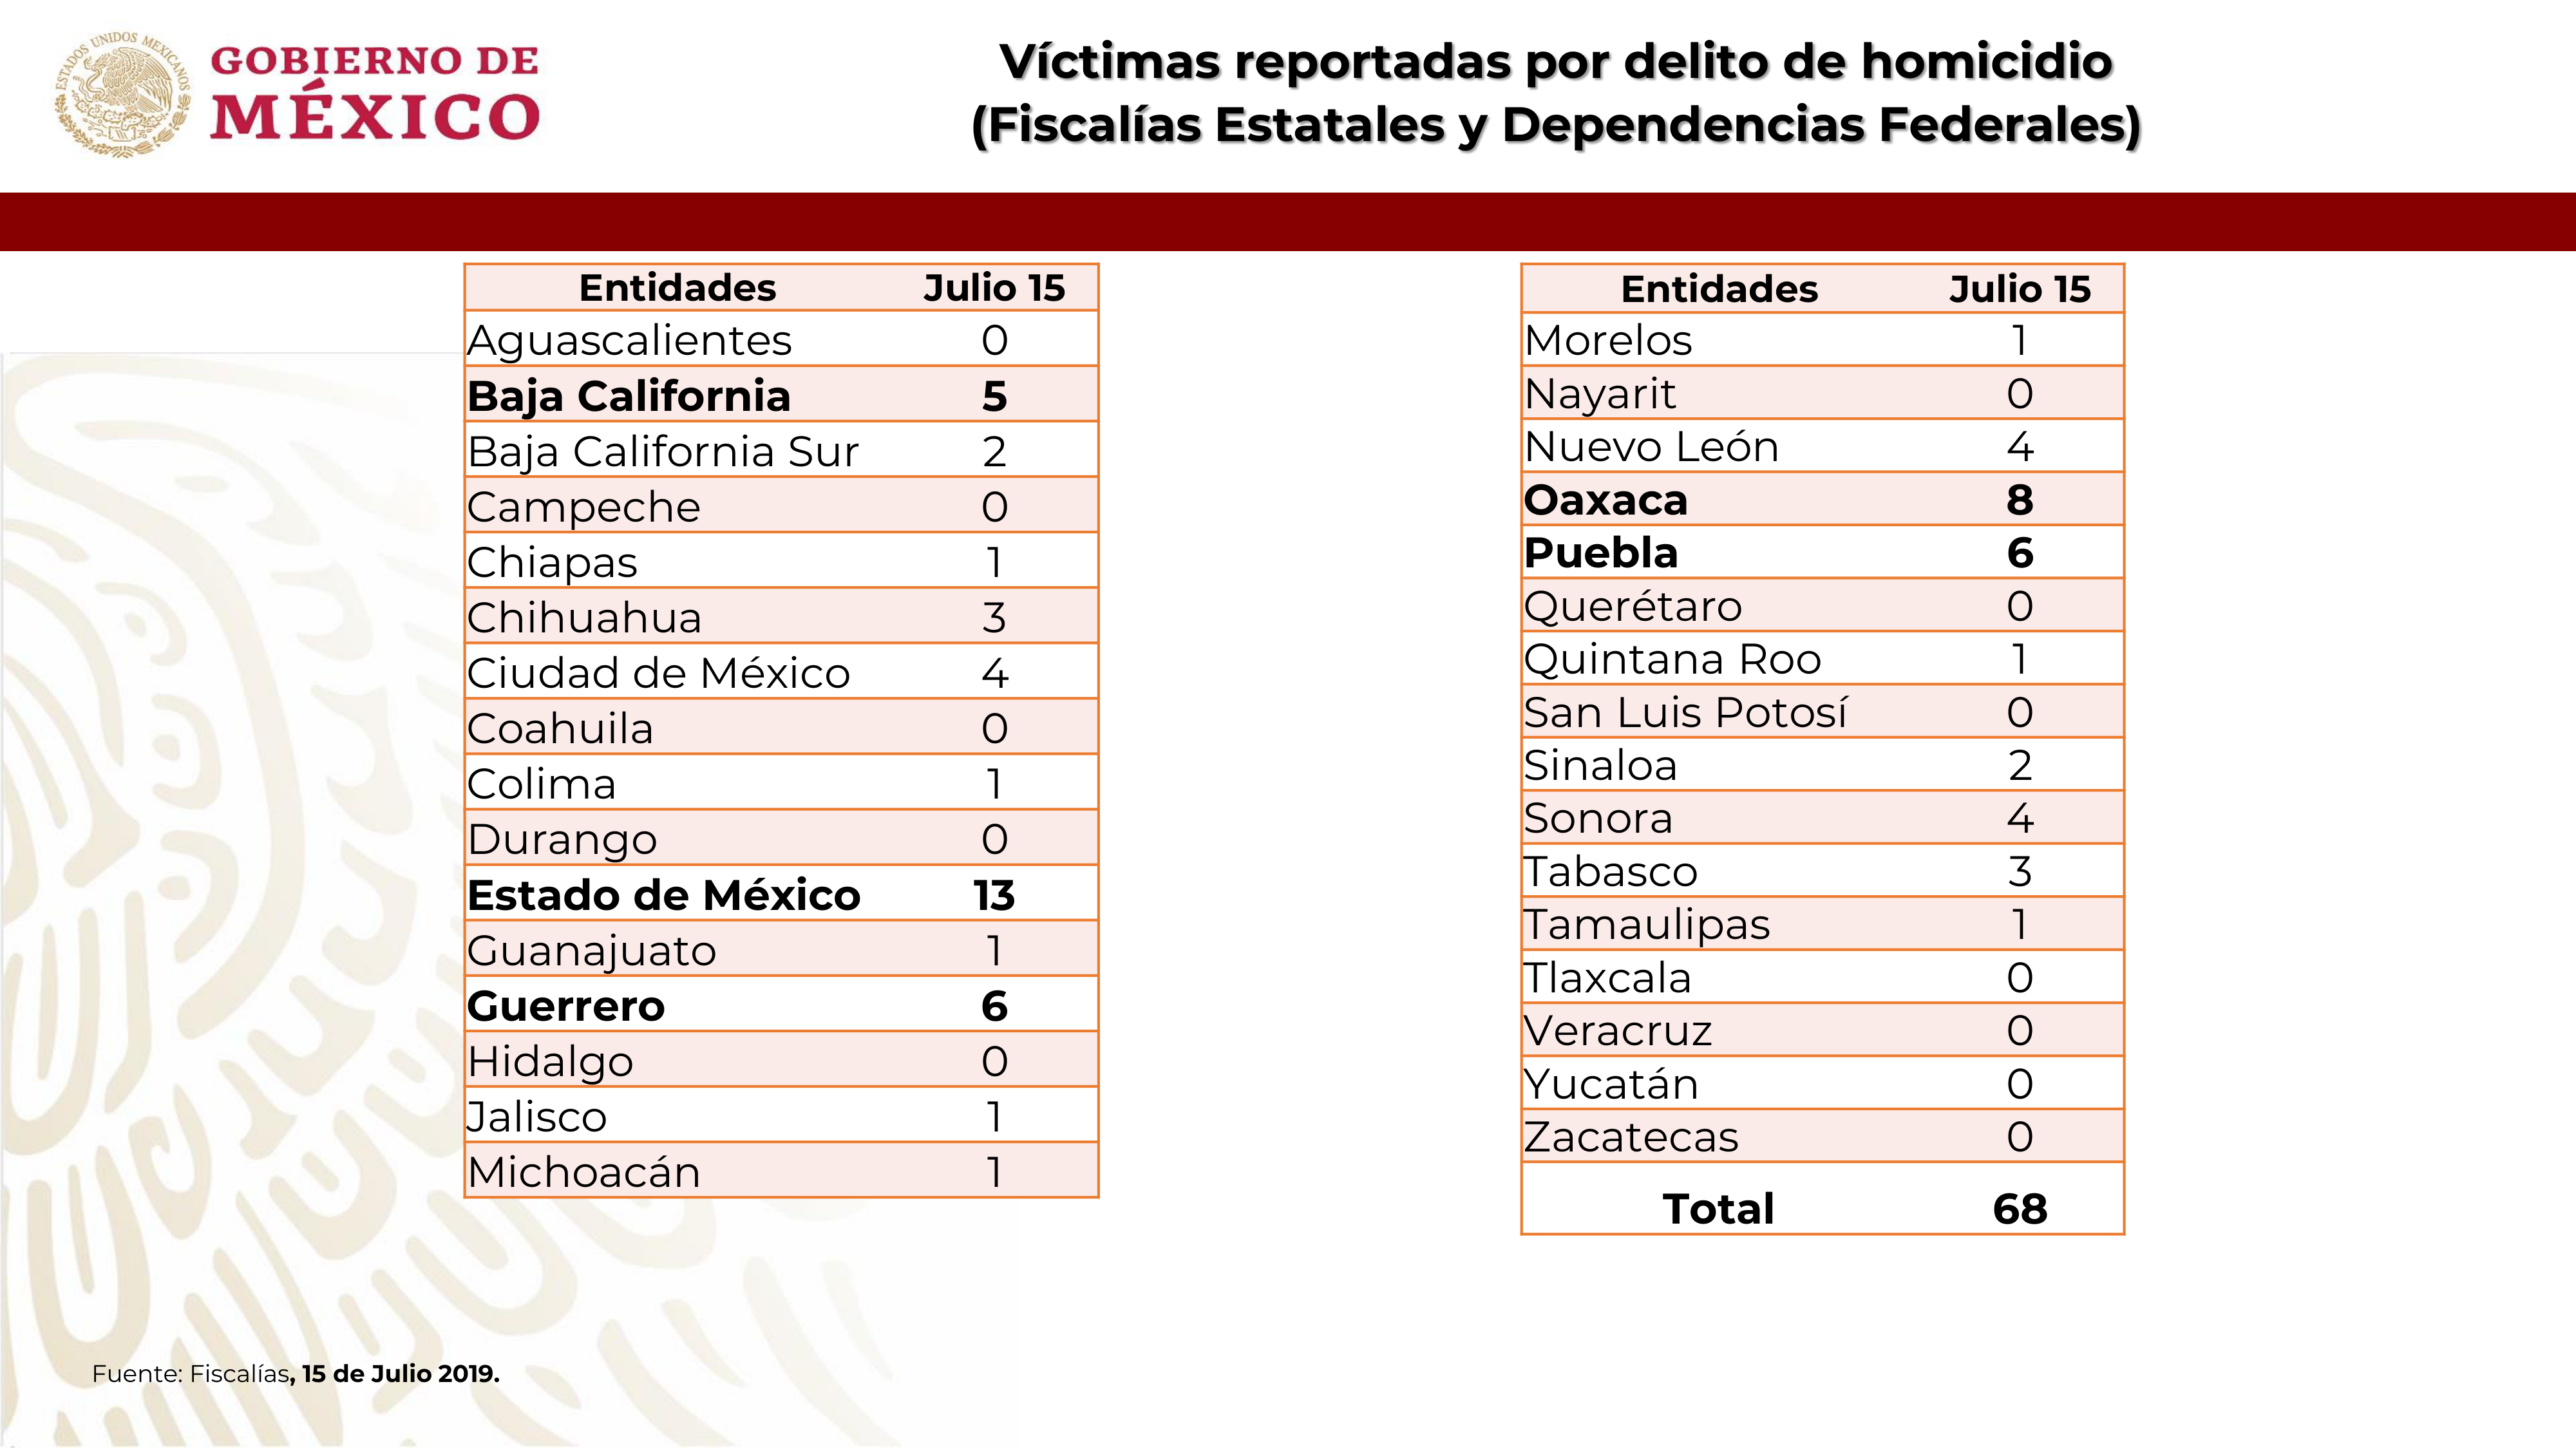 ESTADOS UNIDOS MEXICANOS
GOBIERNO DE
MÉXICO
Víctimas reportadas por delito de homicidio
(Fiscalías Estatales y Dependencias Federales)
Entidades Julio 15
Aguascalientes 0
Baja California 5
Baja California Sur 2
Campeche 0
Chiapas 1
Chihuahua 3
Ciudad de México 4
Coahuila 0
Colima 1
Durango 0
Estado de México 13
Guanajuato 1
Guerrero 6
Hidalgo 0
Jalisco 1
Michoacán 1
Entidades Julio 15
Morelos 1
Nayarit 0
Nuevo León 4
Oaxaca 8
Puebla 6
Querétaro 0
Quintana Roo 1
San Luis Potosí 0
Sinaloa 2
Sonora 4
Tabasco 3
Tamaulipas 1
Tlaxcala 0
Veracruz 0
Yucatán 0
Zacatecas 0
Total 68
Fuente: Fiscalías, 15 de Julio 2019.